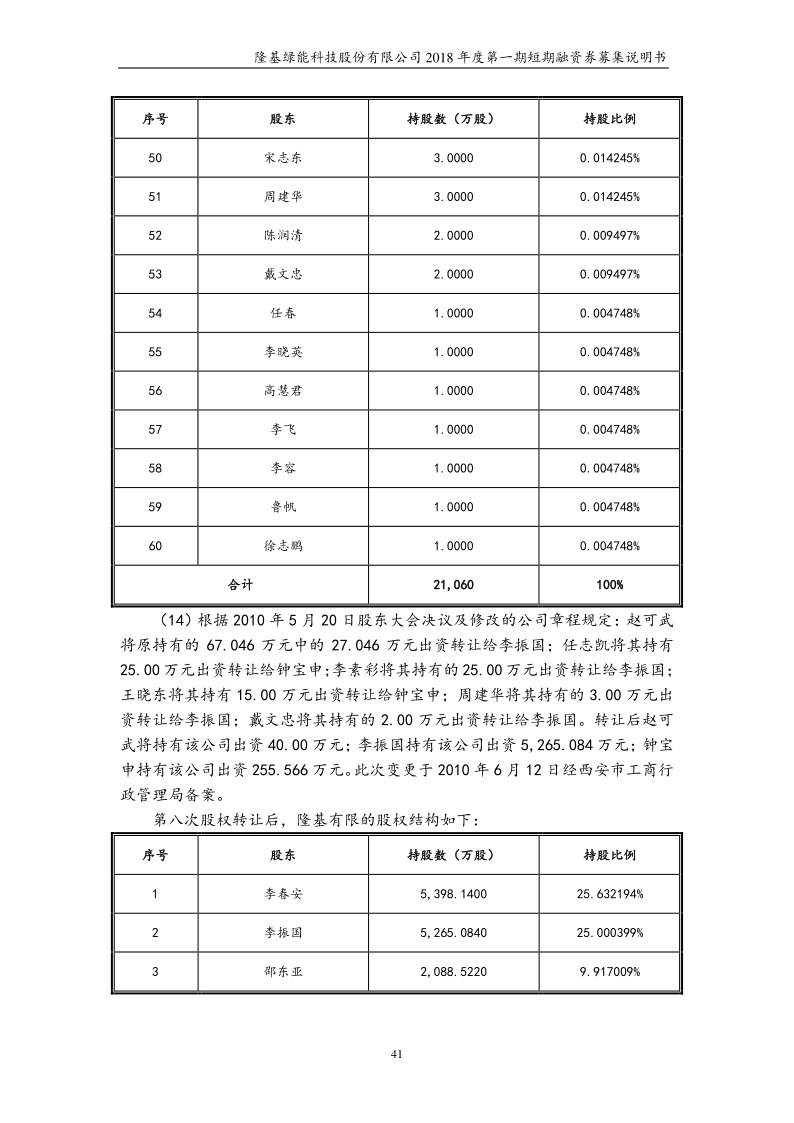 隆基绿能科技股份有限公司 2018 年度第一期短期融资券募集说明书
序号 股东 持股数（万股） 持股比例
50 宋志东 3.0000 0.014245%
51 周建华 3.0000 0.014245%
52 陈润清 2.0000 0.009497%
53 戴文忠 2.0000 0.009497%
54 任春 1.0000 0.004748%
55 李晓英 1.0000 0.004748%
56 高慧君 1.0000 0.004748%
57 李飞 1.0000 0.004748%
58 李容 1.0000 0.004748%
59 鲁帆 1.0000 0.004748%
60 徐志鹏 1.0000 0.004748%
合计 21,060 100%
（14）根据 2010 年 5 月 20 日股东大会决议及修改的公司章程规定：赵可武
将原持有的 67.046 万元中的 27.046 万元出资转让给李振国；任志凯将其持有
25.00 万元出资转让给钟宝申；李素彩将其持有的 25.00 万元出资转让给李振国；
王晓东将其持有 15.00 万元出资转让给钟宝申；周建华将其持有的 3.00 万元出
资转让给李振国；戴文忠将其持有的 2.00 万元出资转让给李振国。转让后赵可
武将持有该公司出资 40.00 万元；李振国持有该公司出资 5,265.084 万元；钟宝
申持有该公司出资 255.566 万元。此次变更于 2010 年 6 月 12 日经西安市工商行
政管理局备案。
第八次股权转让后，隆基有限的股权结构如下：
序号 股东 持股数（万股） 持股比例
1 李春安 5,398.1400 25.632194%
2 李振国 5,265.0840 25.000399%
3 邵东亚 2,088.5220 9.917009%
41